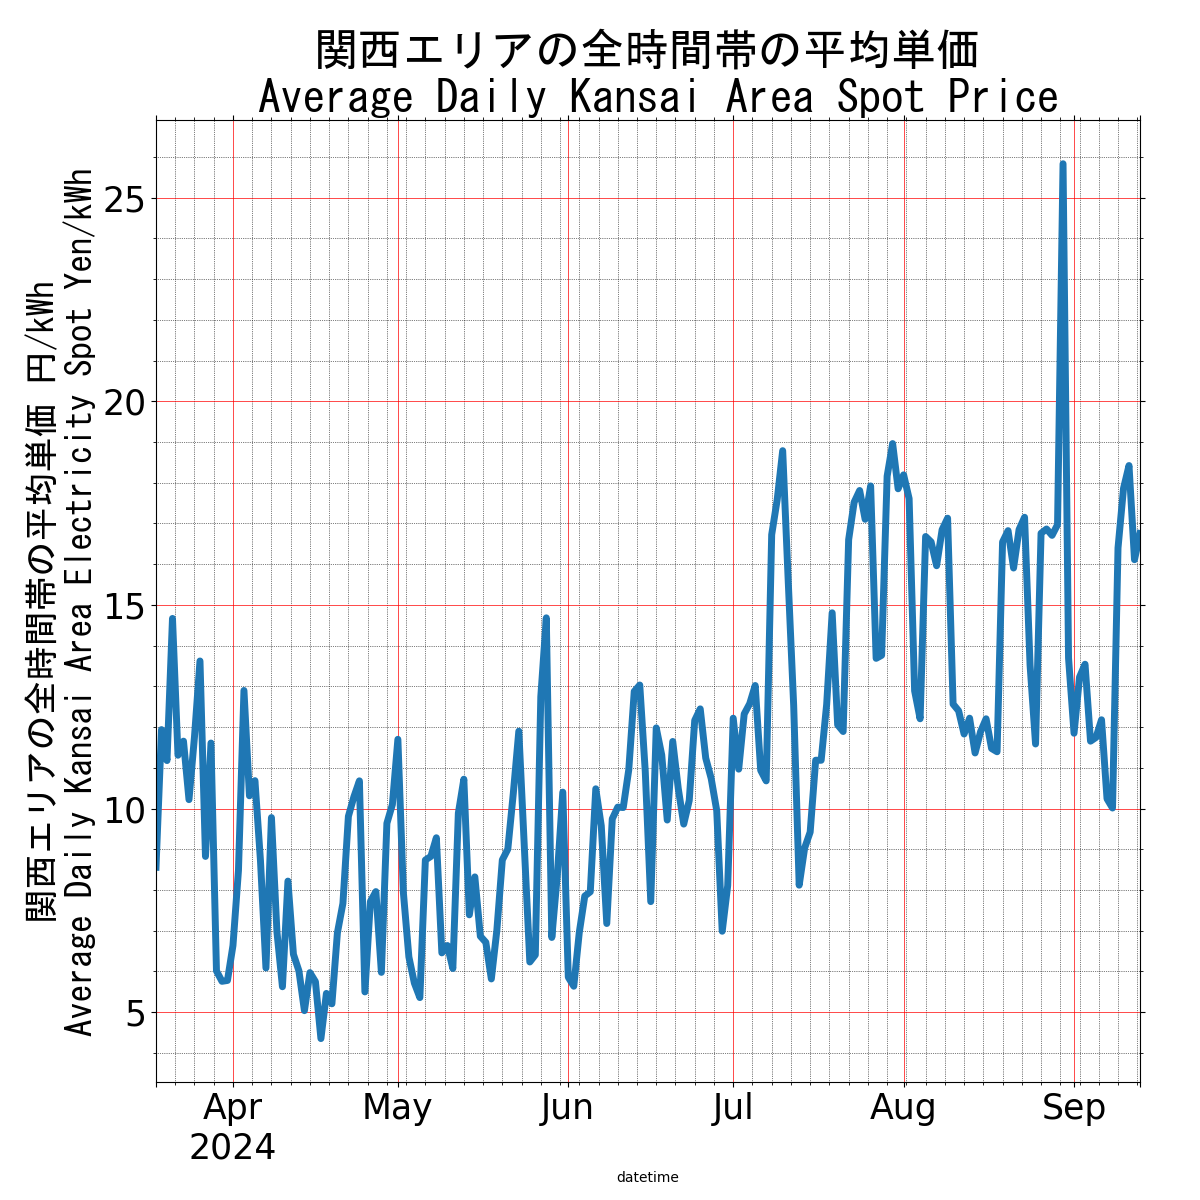 関西エリアの全時間帯の平均単価
Average Daily Kansai Area Spot Price
関西エリアの全時間帯の平均単価 円/kWh
Average Daily Kansai Area Electricity Spot Yen/kWh
25
20
15
10
5
Apr
2024
May
Jun
Jul
Aug
Sep
datetime